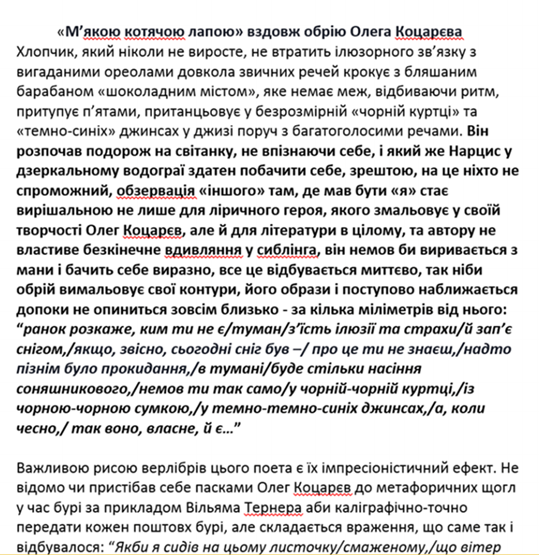 «М’якою котячою лапою» вздовж обрію Олега Коцарєва
Хлопчик, який ніколи не виросте, не втратить ілюзорного зв’язку з
вигаданими ореолами довкола звичних речей крокує з бляшаним
барабаном «шоколадним містом», яке немає меж, відбиваючи ритм,
притупує п’ятами, пританцьовує у безрозмірній «чорній куртці» та
«темно-синіх» джинсах у джизі поруч з багатоголосими речами. Він
розпочав подорож на світанку, не впізнаючи себе, і який же Нарцис у
дзеркальному водограї здатен побачити себе, зрештою, на це ніхто не
спроможний, обзервація «іншого» там, де мав бути «я» стає
вирішальною не лише для ліричного героя, якого змальовує у своїй
творчості Олег Коцарєв, але й для літератури в цілому, та автору не
властиве безкінечне вдивляння у сиблінга, він немов би виривається з
мани і бачить себе виразно, все це відбувається миттєво, так ніби
обрій вимальовує свої контури, його образи і поступово наближається
допоки не опиниться зовсім близько - за кілька міліметрів від нього:
“ранок розкаже, ким ти не є/туман/з’їсть ілюзії та страхи/й зап’є
снігом,/якщо, звісно, сьогодні сніг був –/ про це ти не знаєш,/надто
пізнім було прокидання,/в тумані/буде стільки насіння
соняшникового,/немов ти так само/у чорній-чорній куртці,/із
чорною-чорною сумкою,/у темно-темно-синіх джинсах,/а, коли
чесно,/ так воно, власне, й є…”
Важливою рисою верлібрів цього поета є їх імпресіоністичний ефект. Не
відомо чи пристібав себе пасками Олег Коцарєв до метафоричних щогл
у час бурі за прикладом Вільяма Тернера аби каліграфічно-точно
передати кожен поштовх бурі, але складається враження, що саме так і
відбувалося: “Якби я сидів на цьому листочку/смаженому,/що вітер